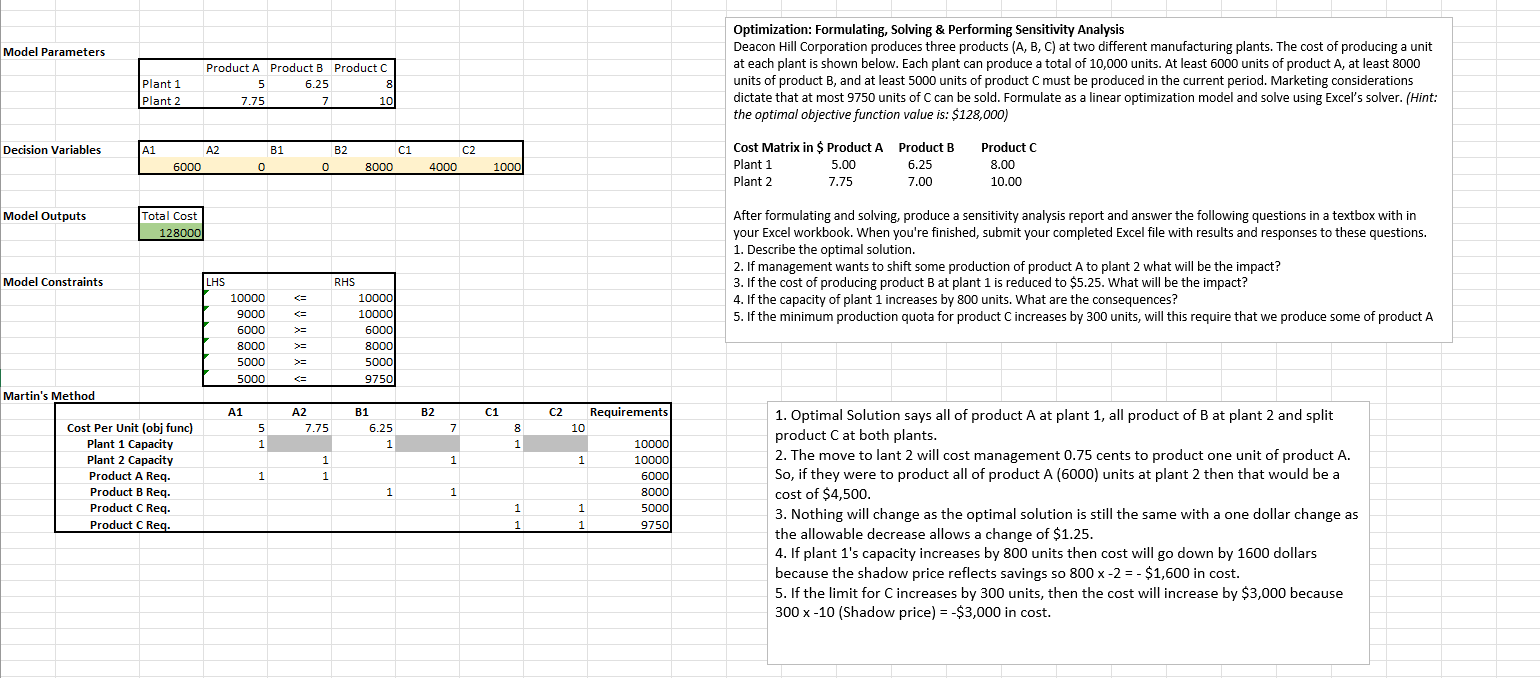 Model Parameters
Product A Product B Product C
Plant 1 5 6.25 8
Plant 2 7.75 7 10
Decision Variables A1 A2 B1 B2 C1 C2
6000 0 0 8000 4000 1000
Model Outputs Total Cost
128000
Model Constraints LHS RHS
10000 <= 10000
9000 <= 10000
6000 >= 6000
8000 >= 8000
5000 >= 5000
5000 <= 9750
Martin's Method
A1 A2 B1 B2 C1 C2 Requirements
Cost Per Unit (obj func) 5 7.75 6.25 7 8 10
Plant 1 Capacity 1 1 1 10000
Plant 2 Capacity 1 1 1 10000
Product A Req. 1 1 6000
Product B Req. 1 1 8000
Product C Req. 1 1 5000
Product C Req. 1 1 9750
Optimization: Formulating, Solving & Performing Sensitivity Analysis
Deacon Hill Corporation produces three products (A, B, C) at two different manufacturing plants. The cost of producing a unit
at each plant is shown below. Each plant can produce a total of 10,000 units. At least 6000 units of product A, at least 8000
units of product B, and at least 5000 units of product C must be produced in the current period. Marketing considerations
dictate that at most 9750 units of C can be sold. Formulate as a linear optimization model and solve using Excel's solver. (Hint:
the optimal objective function value is: $128,000)
Cost Matrix in $ Product A Product B Product C
Plant 1 5.00 6.25 8.00
Plant 2 7.75 7.00 10.00
After formulating and solving, produce a sensitivity analysis report and answer the following questions in a textbox with in
your Excel workbook. When you're finished, submit your completed Excel file with results and responses to these questions.
1. Describe the optimal solution.
2. If management wants to shift some production of product A to plant 2 what will be the impact?
3. If the cost of producing product B at plant 1 is reduced to $5.25. What will be the impact?
4. If the capacity of plant 1 increases by 800 units. What are the consequences?
5. If the minimum production quota for product C increases by 300 units, will this require that we produce some of product A
1. Optimal Solution says all of product A at plant 1, all product of B at plant 2 and split
product C at both plants.
2. The move to lant 2 will cost management 0.75 cents to product one unit of product A.
So, if they were to product all of product A (6000) units at plant 2 then that would be a
cost of $4,500.
3. Nothing will change as the optimal solution is still the same with a one dollar change as
the allowable decrease allows a change of $1.25.
4. If plant 1's capacity increases by 800 units then cost will go down by 1600 dollars
because the shadow price reflects savings so 800 x -2 = - $1,600 in cost.
5. If the limit for C increases by 300 units, then the cost will increase by $3,000 because
300 x -10 (Shadow price) = -$3,000 in cost.